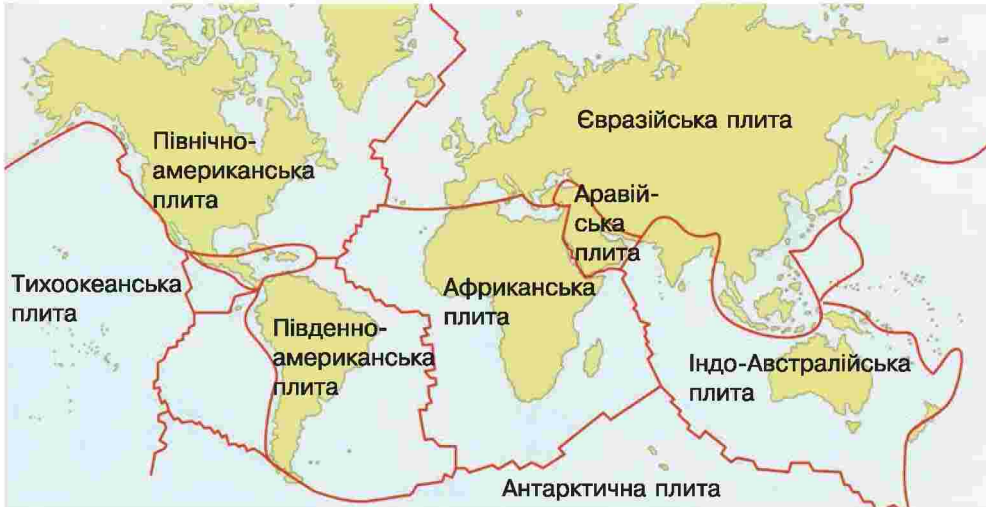 Північно-
американська
плита
Євразійська плита
Аравій-
ська
плита
Тихоокеанська
плита
Африканська
плита
Південно-
американська
плита
Індо-Австралійська
плита
Антарктична плита